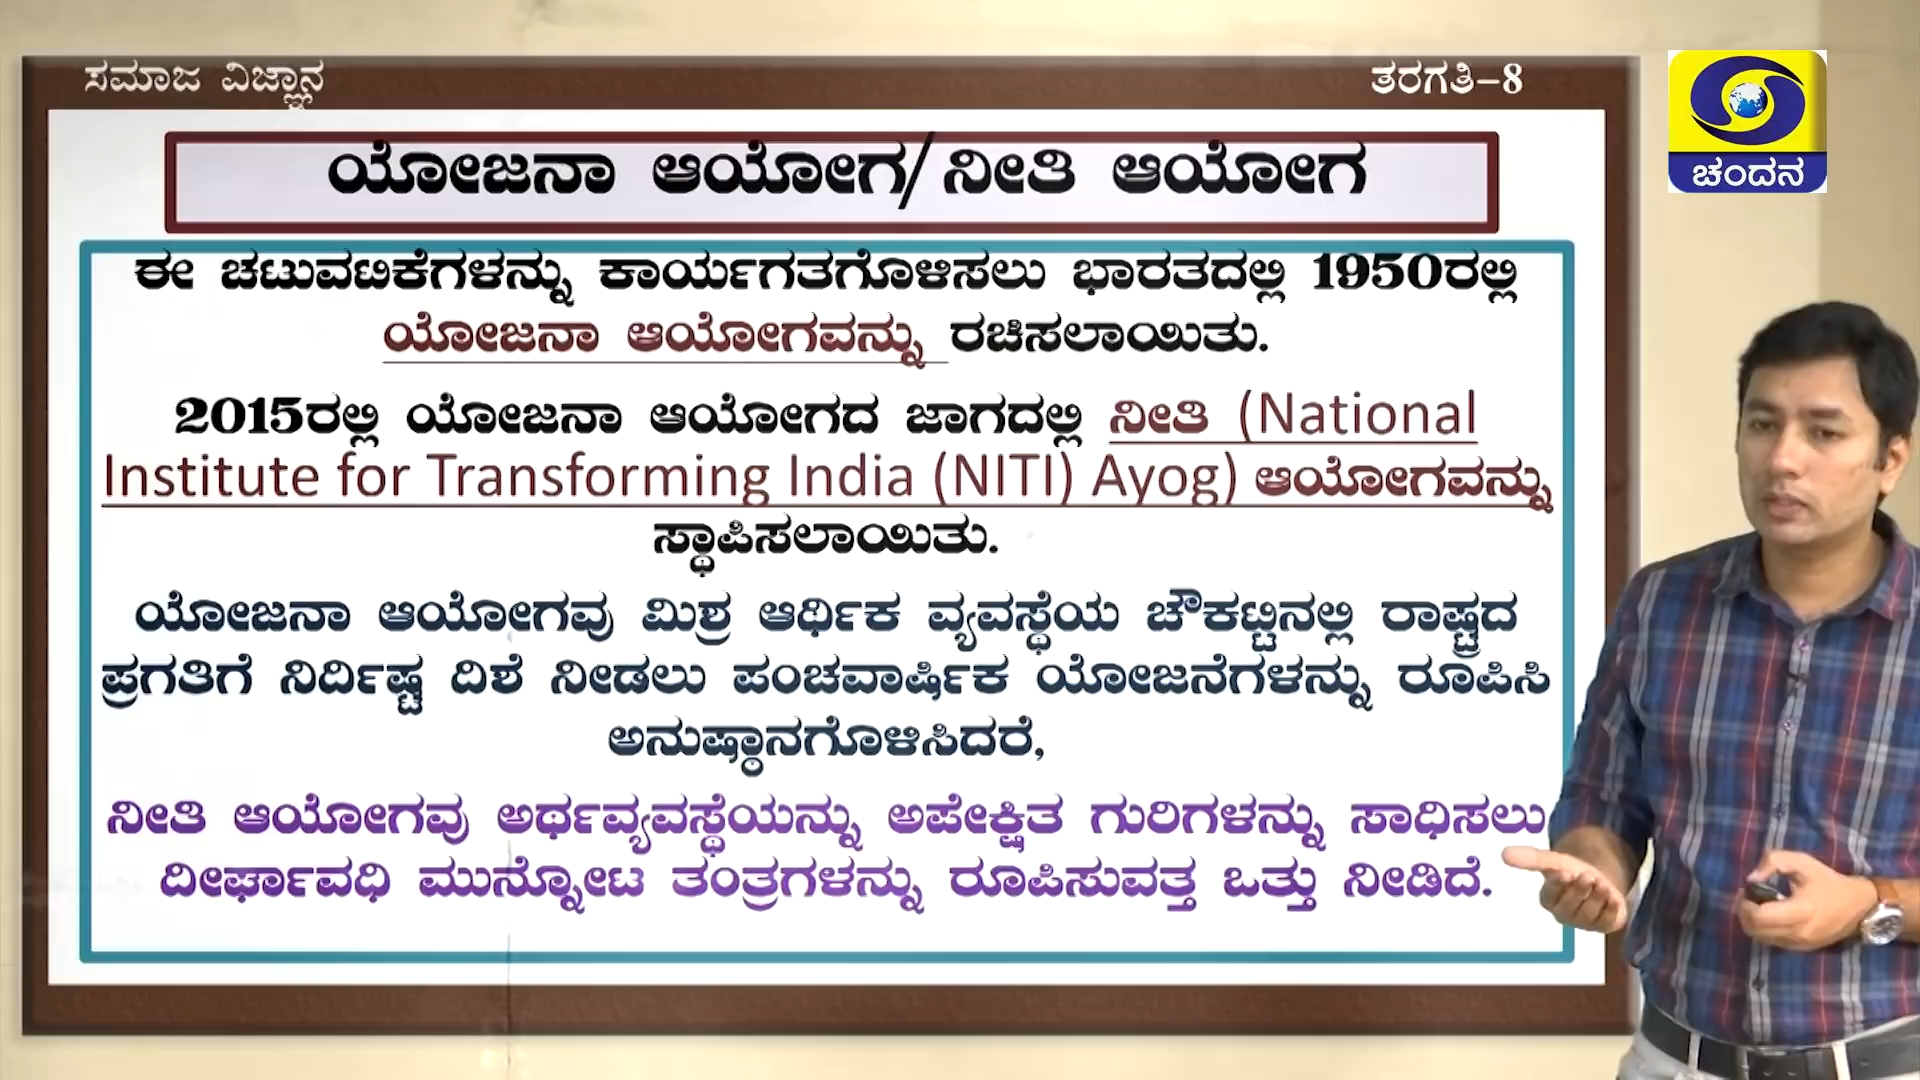 ಸಮಾಜ ವಿಜ್ಞಾನ
ತರಗತಿ-8
ಚಂದನ
ಯೋಜನಾ ಆಯೋಗ/ನೀತಿ ಆಯೋಗ
ಈ ಚಟುವಟಿಕೆಗಳನ್ನು ಕಾರ್ಯಗತಗೊಳಿಸಲು ಭಾರತದಲ್ಲಿ 1950ರಲ್ಲಿ
ಯೋಜನಾ ಆಯೋಗವನ್ನು ರಚಿಸಲಾಯಿತು.
2015ರಲ್ಲಿ ಯೋಜನಾ ಆಯೋಗದ ಜಾಗದಲ್ಲಿ ನೀತಿ (National
Institute for Transforming India (NITI) Ayog) ಆಯೋಗವನ್ನು
ಸ್ಥಾಪಿಸಲಾಯಿತು.
ಯೋಜನಾ ಆಯೋಗವು ಮಿಶ್ರ ಆರ್ಥಿಕ ವ್ಯವಸ್ಥೆಯ ಚೌಕಟ್ಟಿನಲ್ಲಿ ರಾಷ್ಟ್ರದ
ಪ್ರಗತಿಗೆ ನಿರ್ದಿಷ್ಟ ದಿಶೆ ನೀಡಲು ಪಂಚವಾರ್ಷಿಕ ಯೋಜನೆಗಳನ್ನು ರೂಪಿಸಿ
ಅನುಷ್ಠಾನಗೊಳಿಸಿದರೆ,
ನೀತಿ ಆಯೋಗವು ಅರ್ಥವ್ಯವಸ್ಥೆಯನ್ನು ಅಪೇಕ್ಷಿತ ಗುರಿಗಳನ್ನು ಸಾಧಿಸಲು
ದೀರ್ಘಾವಧಿ ಮುನ್ನೋಟ ತಂತ್ರಗಳನ್ನು ರೂಪಿಸುವತ್ತ ಒತ್ತು ನೀಡಿದೆ.